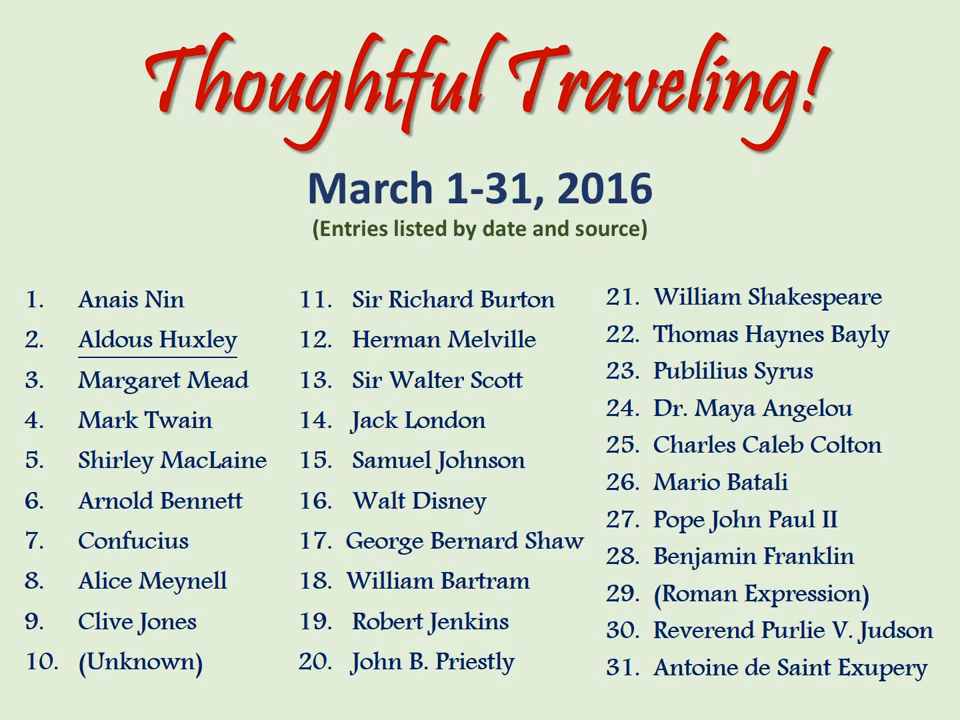 Thoughtful Traveling!
March 1-31, 2016
(Entries listed by date and source)
1. Anais Nin
2. Aldous Huxley
3. Margaret Mead
4. Mark Twain
5. Shirley MacLaine
6. Arnold Bennett
7. Confucius
8. Alice Meynell
9. Clive Jones
10. (Unknown)
11. Sir Richard Burton
12. Herman Melville
13. Sir Walter Scott
14. Jack London
15. Samuel Johnson
16. Walt Disney
17. George Bernard Shaw
18. William Bartram
19. Robert Jenkins
20. John B. Priestly
21. William Shakespeare
22. Thomas Haynes Bayly
23. Publilius Syrus
24. Dr. Maya Angelou
25. Charles Caleb Colton
26. Mario Batali
27. Pope John Paul II
28. Benjamin Franklin
29. (Roman Expression)
30. Reverend Purlie V. Judson
31. Antoine de Saint Exupery